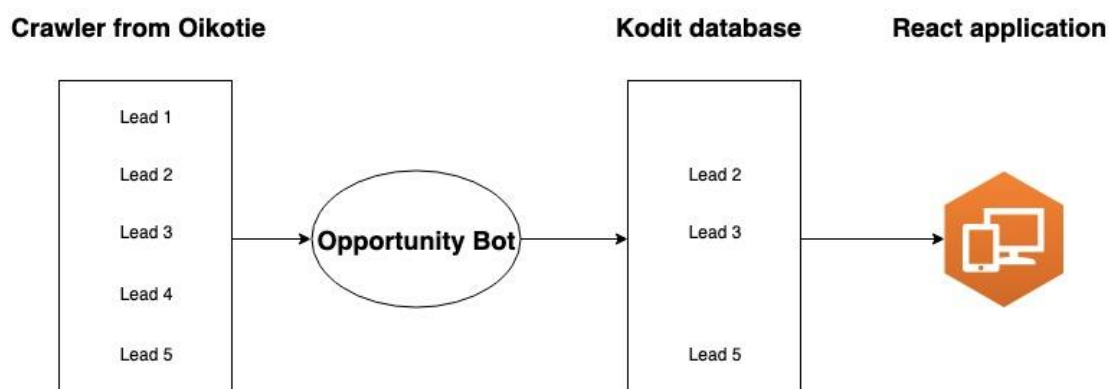 Crawler from Oikotie
Kodit database
React application
Lead 1
Lead 2
Lead 3
Lead 4
Lead 5
Opportunity Bot
Lead 2
Lead 3
Lead 5